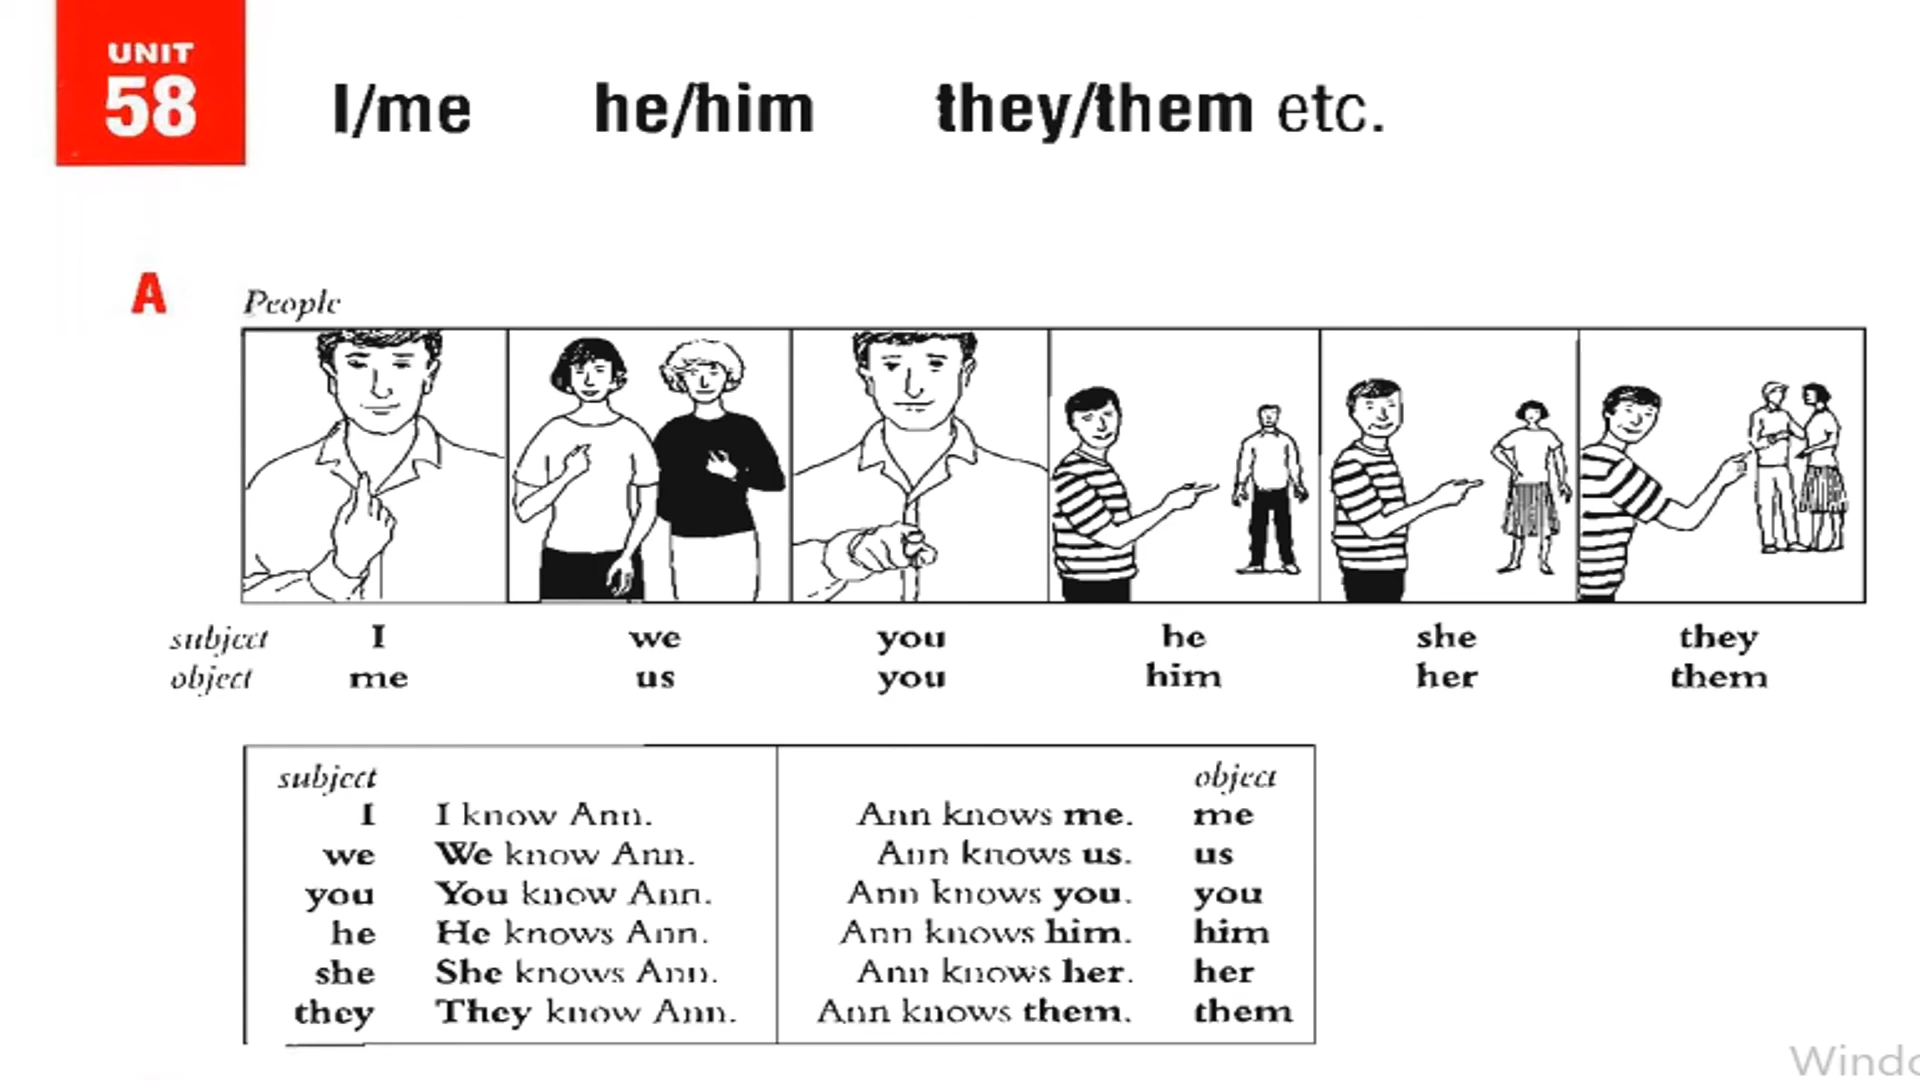 UNIT
58
I/me he/him they/them etc.
A
People
subject I we you he she they
object me us you him her them
subject object
I I know Ann. Ann knows me. me
we We know Ann. Ann knows us. us
you You know Ann. Ann knows you. you
he He knows Ann. Ann knows him. him
she She knows Ann. Ann knows her. her
they They know Ann. Ann knows them. them